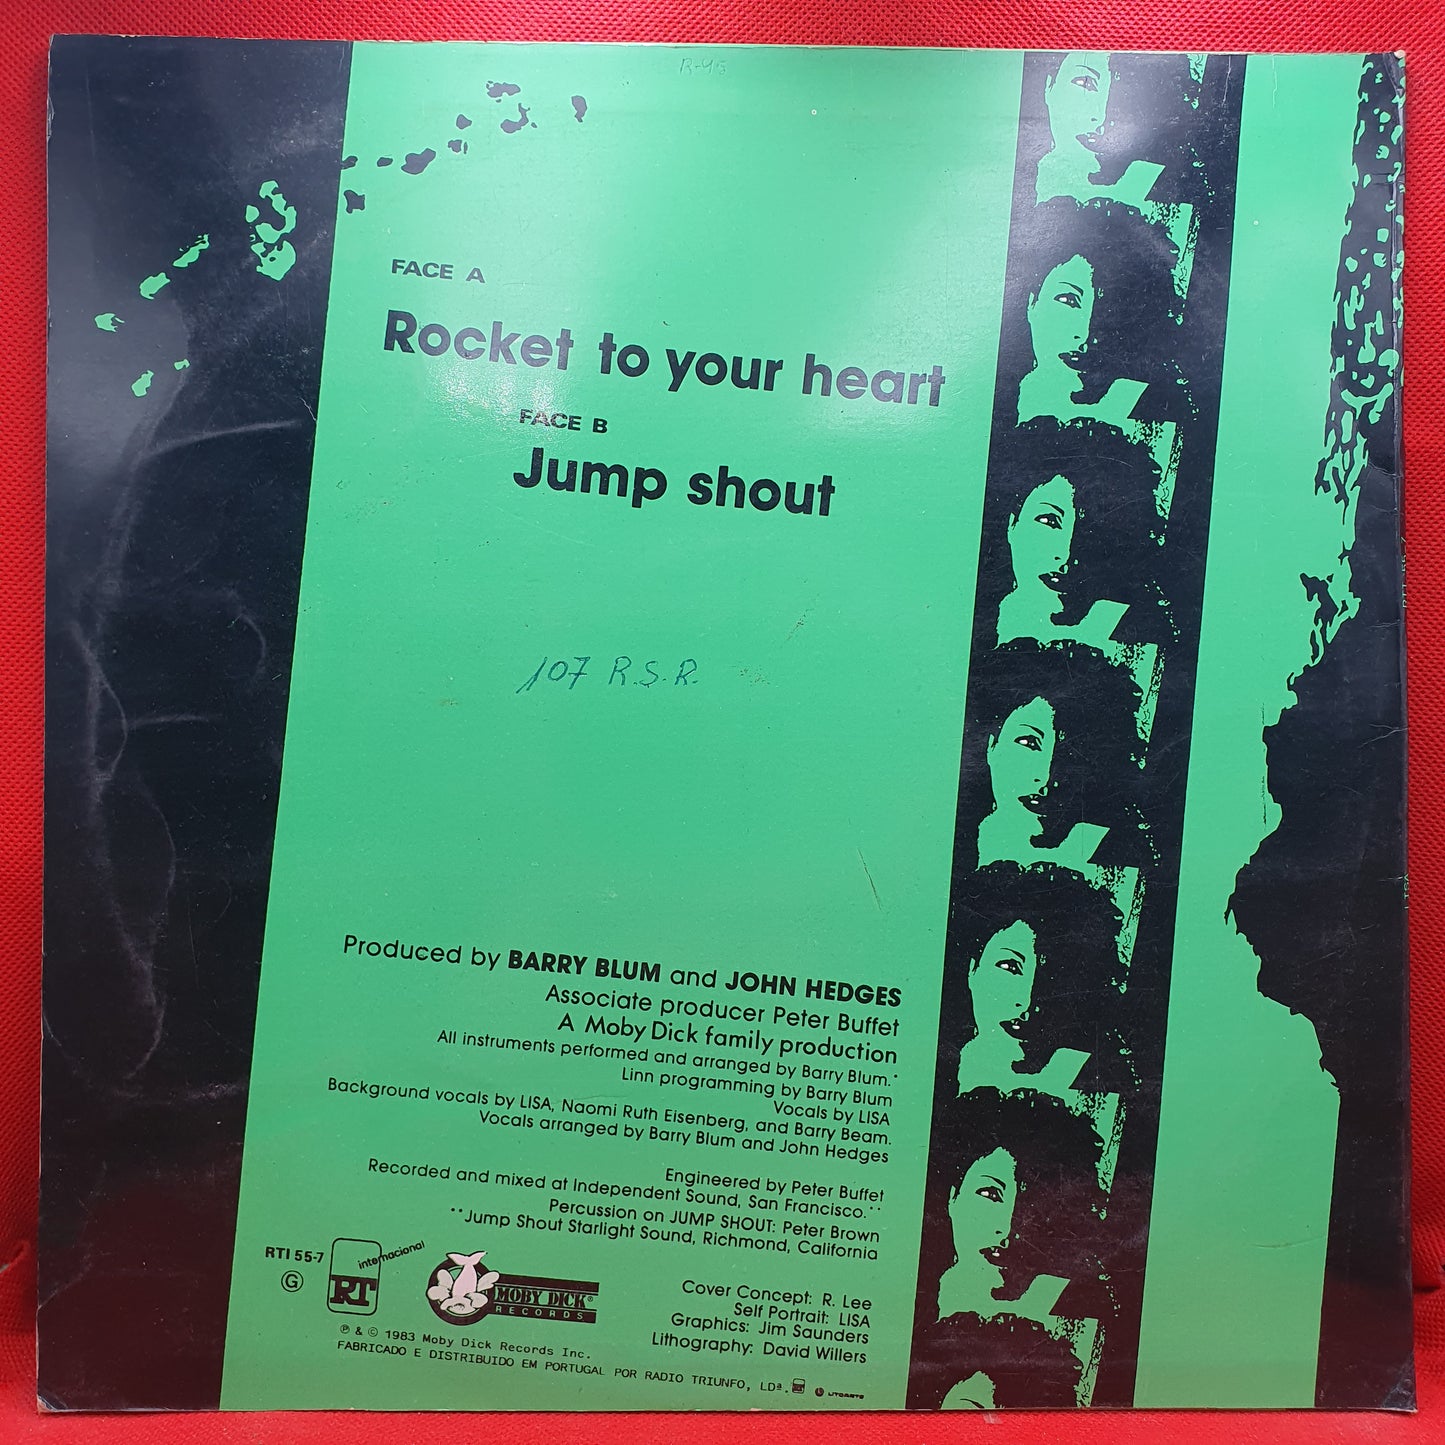 R-45
FACE A
Rocket to your heart
FACE B
Jump shout
107 R.S.R.
Produced by BARRY BLUM and JOHN HEDGES
Associate producer Peter Buffet
A Moby Dick family production
All instruments performed and arranged by Barry Blum.*
Linn programming by Barry Blum
Vocals by LISA
Background vocals by LISA, Naomi Ruth Eisenberg, and Barry Beam.
Vocals arranged by Barry Blum and John Hedges
Engineered by Peter Buffet
Recorded and mixed at Independent Sound, San Francisco.**
Percussion on JUMP SHOUT: Peter Brown
**Jump Shout Starlight Sound, Richmond, California
RTI 55-7
G
internacional
RT
MOBY DICK®
RECORDS
Cover Concept: R. Lee
Self Portrait: LISA
Graphics: Jim Saunders
Lithography: David Willers
℗ & © 1983 Moby Dick Records Inc.
FABRICADO E DISTRIBUIDO EM PORTUGAL POR RADIO TRIUNFO, LDª.
LITOARTE